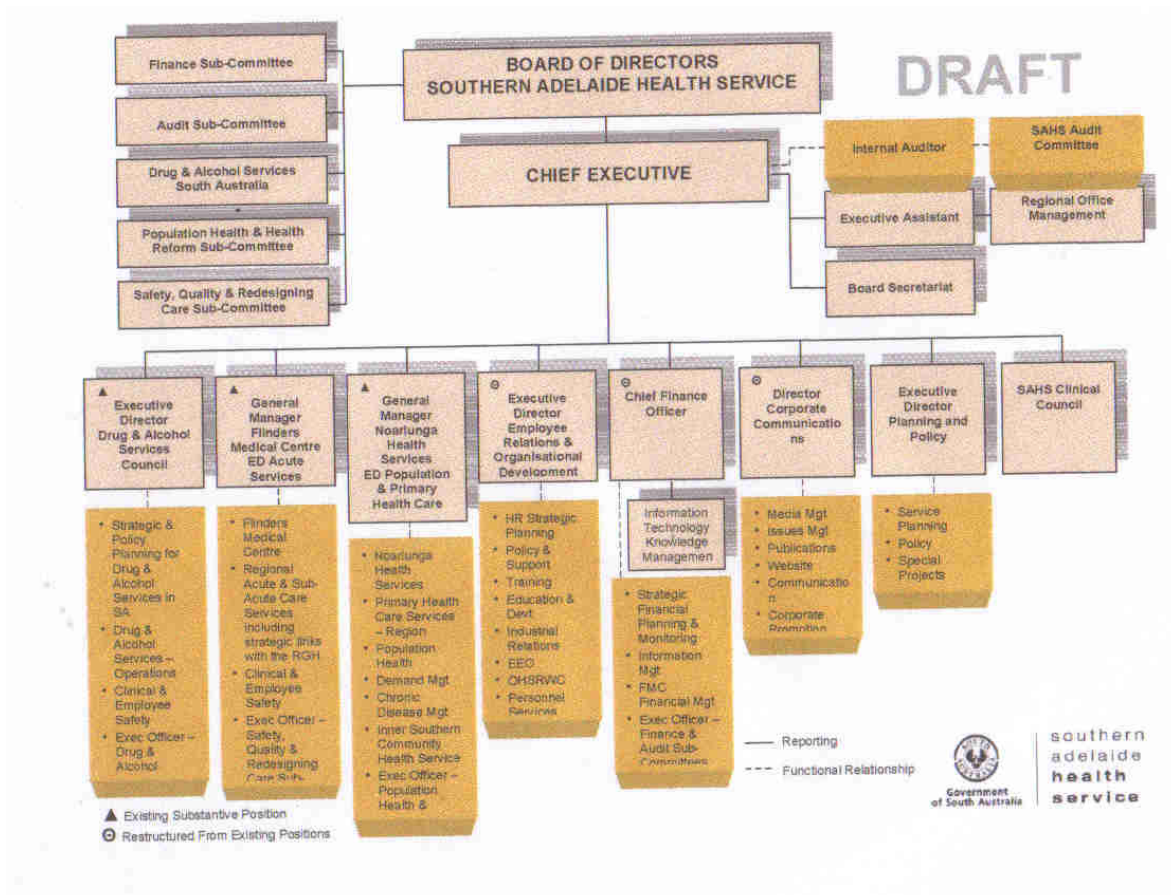 BOARD OF DIRECTORS
SOUTHERN ADELAIDE HEALTH SERVICE
DRAFT
Finance Sub-Committee
Audit Sub-Committee
Drug & Alcohol Services
South Australia
Population Health & Health
Reform Sub-Committee
Safety, Quality & Redesigning
Care Sub-Committee
CHIEF EXECUTIVE
Internal Auditor
SAHS Audit
Committee
Executive Assistant
Regional Office
Management
Board Secretariat
Executive
Director
Drug & Alcohol
Services
Council
General
Manager
Flinders
Medical Centre
ED Acute
Services
General
Manager
Noarlunga
Health
Services
ED Population
& Primary
Health Care
Executive
Director
Employee
Relations &
Organisational
Development
Chief Finance
Officer
Director
Corporate
Communicatio
ns
Executive
Director
Planning and
Policy
SAHS Clinical
Council
Information
Technology
Knowledge
Managemen
• Strategic &
Policy
Planning for
Drug &
Alcohol
Services in
SA
• Drug &
Alcohol
Services –
Operations
• Clinical &
Employee
Safety
• Exec Officer –
Drug &
Alcohol
• Flinders
Medical
Centre
• Regional
Acute & Sub-
Acute Care
Services
including
strategic links
with the RGH
• Clinical &
Employee
Safety
• Exec Officer –
Safety,
Quality &
Redesigning
Care Sub-
• Noarlunga
Health
Services
• Primary Health
Care Services
– Region
• Population
Health
• Demand Mgt
• Chronic
Disease Mgt
• Inner Southern
Community
Health Service
• Exec Officer –
Population
Health &
• HR Strategic
Planning
• Policy &
Support
• Training
• Education &
Devt
• Industrial
Relations
• EEO
• OHSRWC
• Personnel
Services
• Strategic
Financial
Planning &
Monitoring
• Information
Mgt
• FMC
Financial Mgt
• Exec Officer –
Finance &
Audit Sub-
Committees
• Media Mgt
• Issues Mgt
• Publications
• Website
• Communicatio
n
• Corporate
Promotion
• Service
Planning
• Policy
• Special
Projects
Reporting
Functional Relationship
Existing Substantive Position
Restructured From Existing Positions
Government
of South Australia
southern
adelaide
health
service